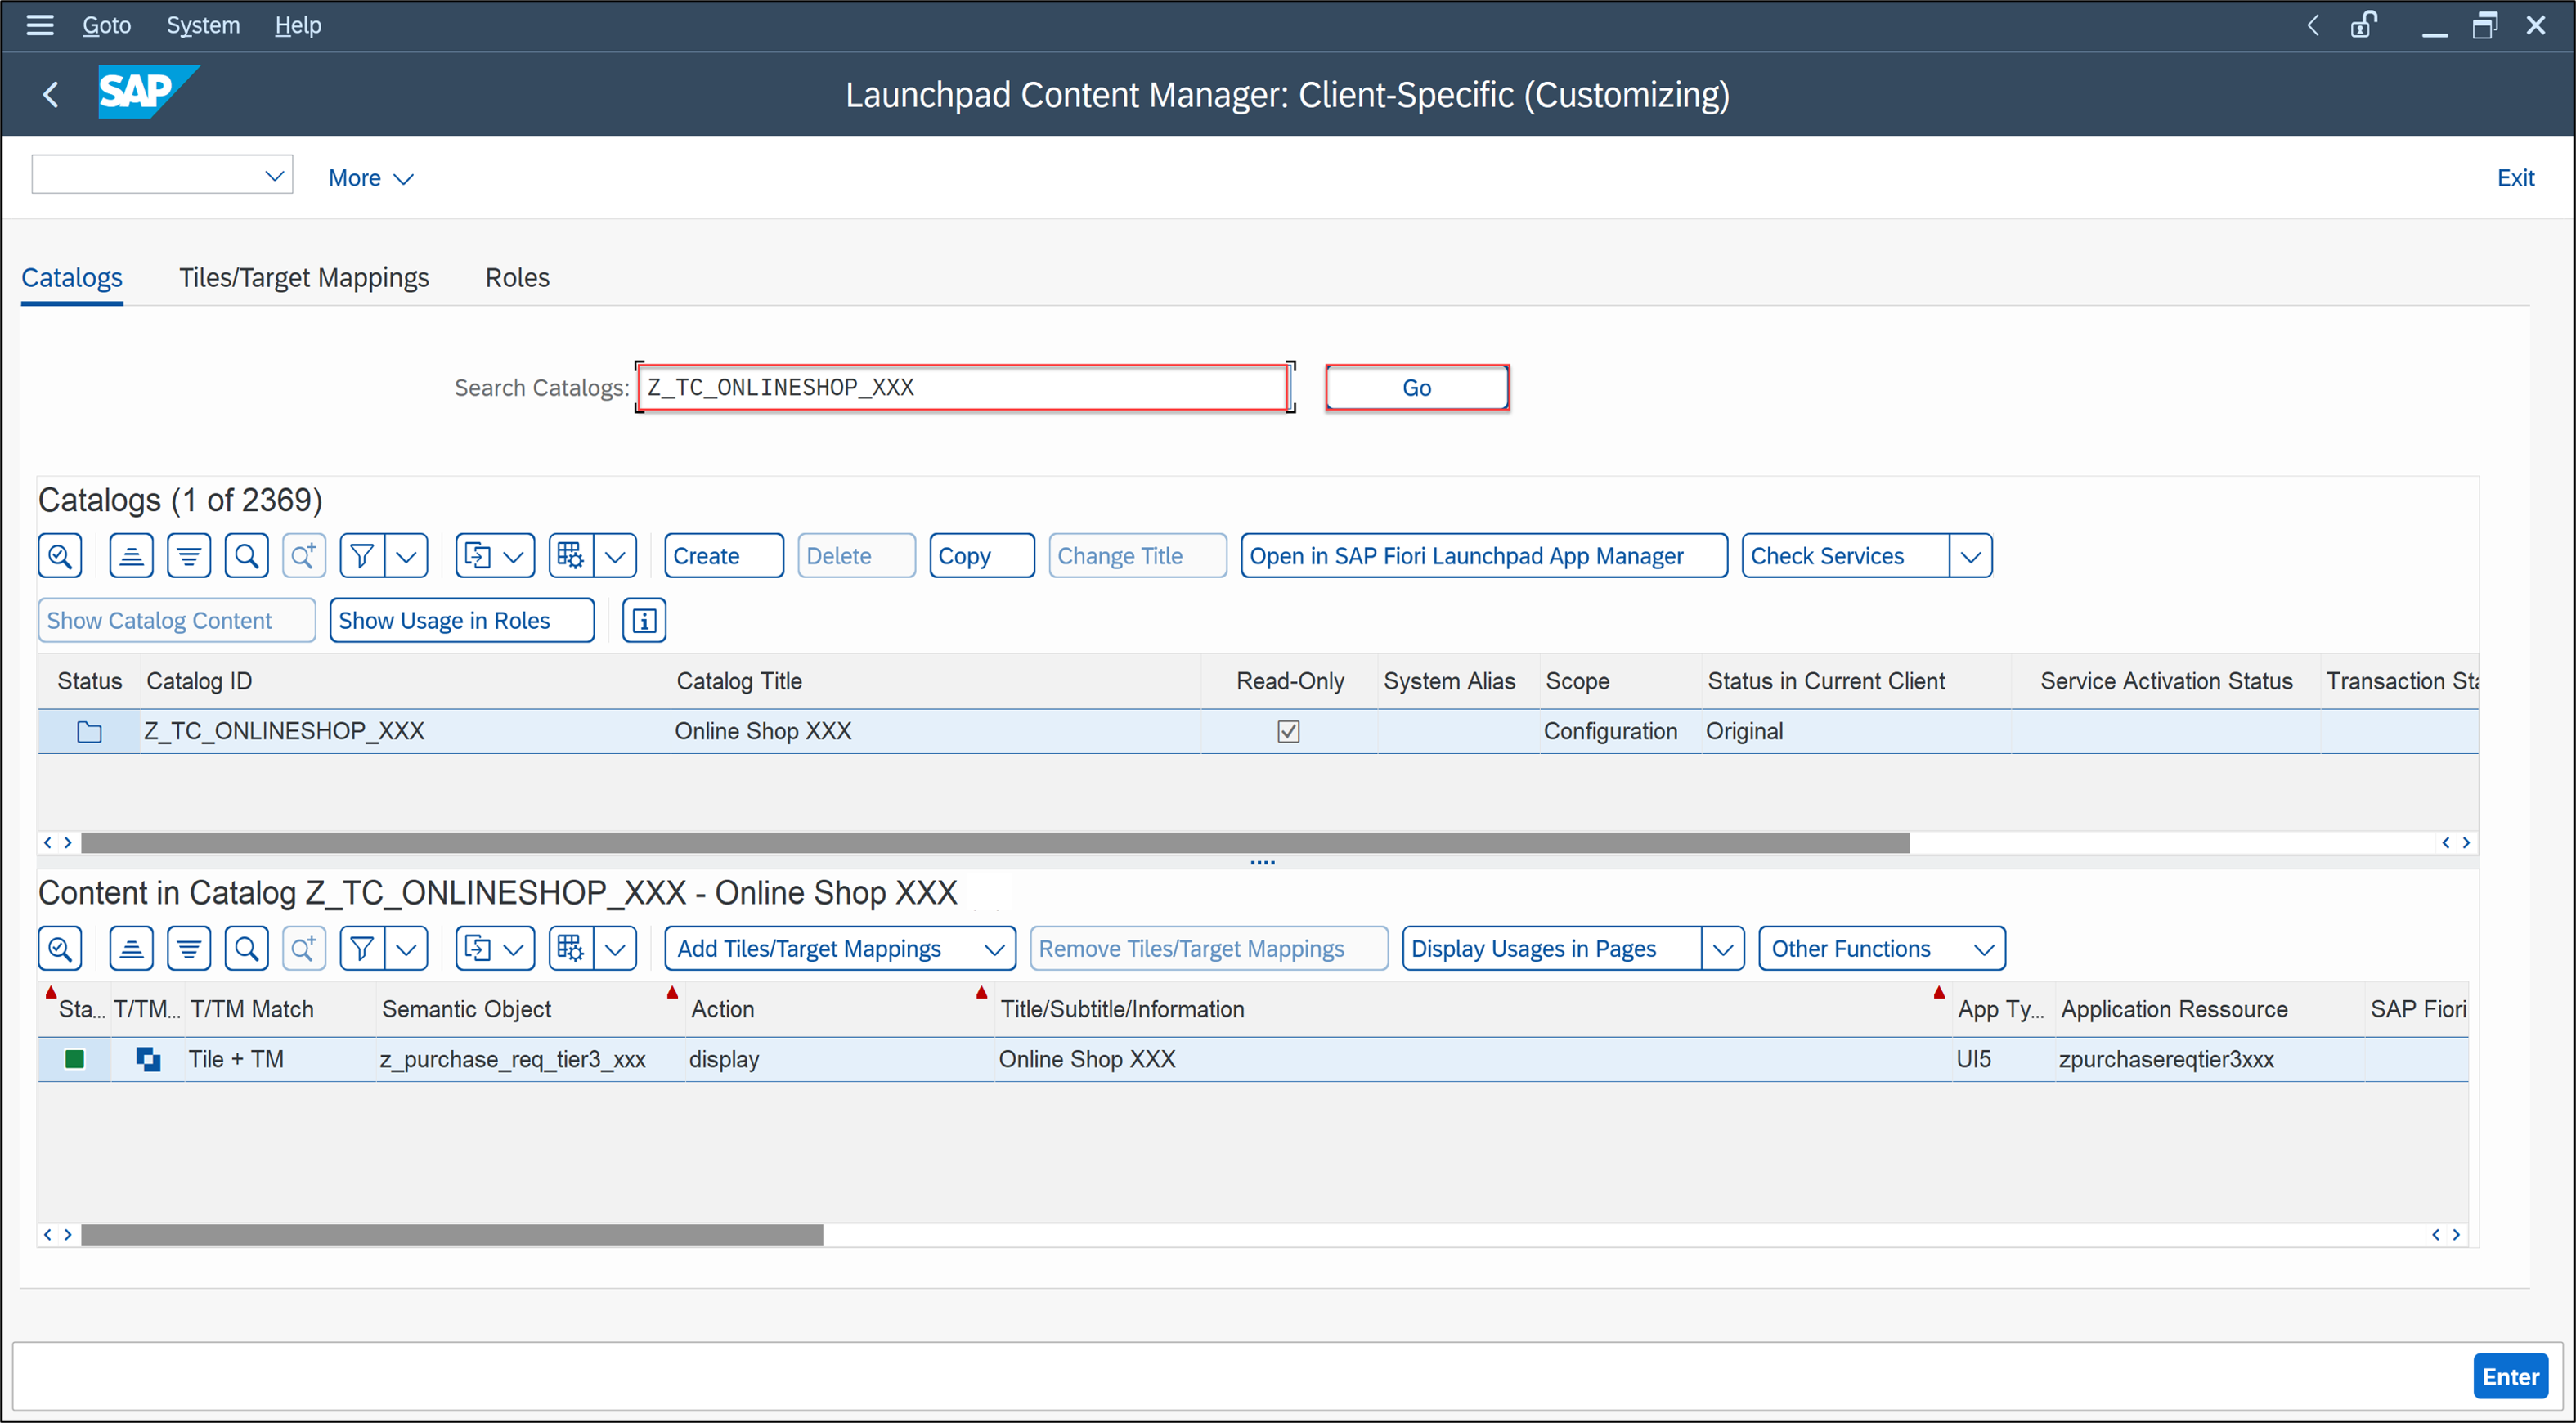 Goto System Help
SAP
Launchpad Content Manager: Client-Specific (Customizing)
More
Exit
Catalogs Tiles/Target Mappings Roles
Search Catalogs: Z_TC_ONLINESHOP_XXX Go
Catalogs (1 of 2369)
Create Delete Copy Change Title Open in SAP Fiori Launchpad App Manager Check Services
Show Catalog Content Show Usage in Roles
Status Catalog ID Catalog Title Read-Only System Alias Scope Status in Current Client Service Activation Status Transaction Sta
Z_TC_ONLINESHOP_XXX Online Shop XXX Configuration Original
Content in Catalog Z_TC_ONLINESHOP_XXX - Online Shop XXX
Add Tiles/Target Mappings Remove Tiles/Target Mappings Display Usages in Pages Other Functions
Sta... T/TM... T/TM Match Semantic Object Action Title/Subtitle/Information App Ty... Application Ressource SAP Fiori
Tile + TM z_purchase_req_tier3_xxx display Online Shop XXX UI5 zpurchasereqtier3xxx
Enter